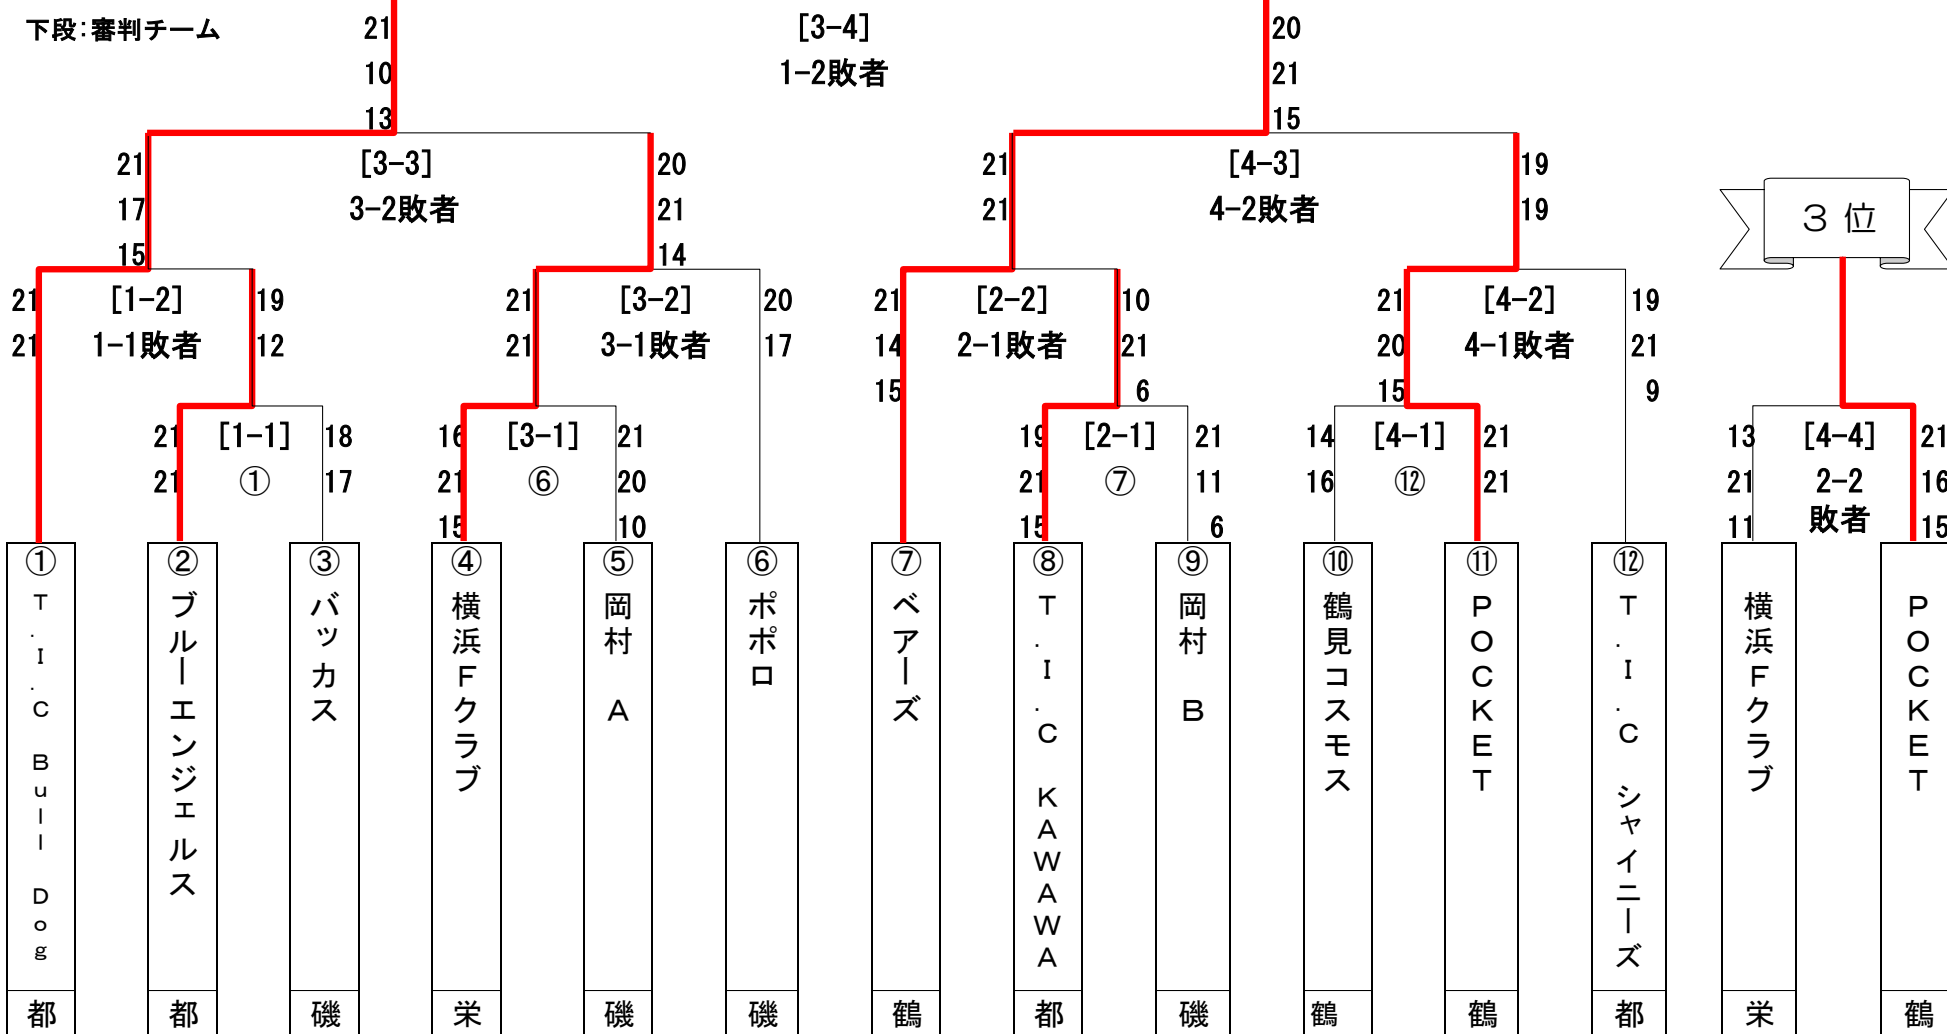 下段:審判チーム 21 [3-4] 20
10 1-2敗者 21
13 15
21 [3-3] 20 21 [4-3] 19
17 3-2敗者 21 21 4-2敗者 19
15 14
3 位
21 [1-2] 19 21 [3-2] 20 21 [2-2] 10 21 [4-2] 19
21 1-1敗者 12 21 3-1敗者 17 14 2-1敗者 21 20 4-1敗者 21
15 6 15 9
21 [1-1] 18 16 [3-1] 21 19 [2-1] 21 14 [4-1] 21 13 [4-4] 21
21 ① 17 21 ⑥ 20 21 ⑦ 11 16 ⑫ 21 21 2-2 16
15 10 15 6 11 敗者 15
① T.I.C Bull Dog 都
② ブルーエンジェルス 都
③ バッカス 磯
④ 横浜Fクラブ 栄
⑤ 岡村 A 磯
⑥ ポポロ 磯
⑦ ベアーズ 鶴
⑧ T.I.C KAWAWA 都
⑨ 岡村 B 磯
⑩ 鶴見コスモス 鶴
⑪ POCKET 鶴
⑫ T.I.C シャイニーズ 都
横浜Fクラブ 栄
POCKET 鶴